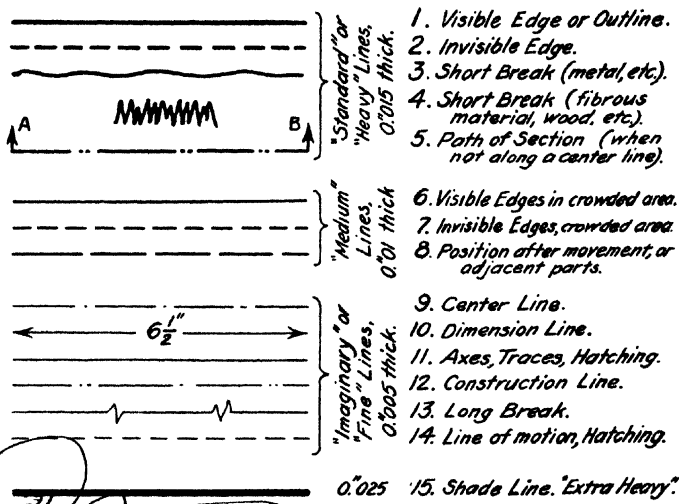 A
B
"Standard" or
"Heavy" Lines,
0."015 thick.
1. Visible Edge or Outline.
2. Invisible Edge.
3. Short Break (metal, etc).
4. Short Break (fibrous
material, wood, etc.).
5. Path of Section (when
not along a center line).
"Medium"
Lines,
0."01 thick
6. Visible Edges in crowded area.
7. Invisible Edges, crowded area.
8. Position after movement, or
adjacent parts.
6 1/2"
"Imaginary" or
"Fine" Lines,
0."005 thick.
9. Center Line.
10. Dimension Line.
11. Axes, Traces, Hatching.
12. Construction Line.
13. Long Break.
14. Line of motion, Hatching.
0."025
15. Shade Line. "Extra Heavy".